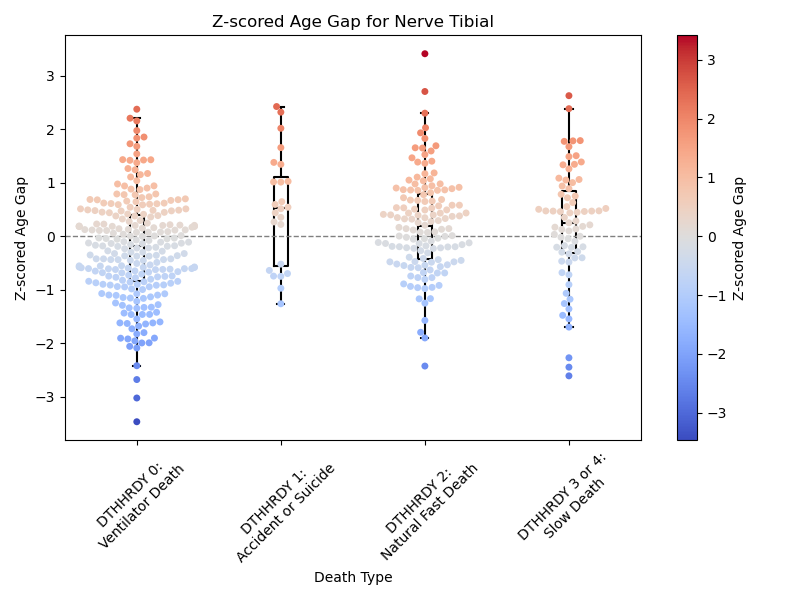 Z-scored Age Gap for Nerve Tibial
3
2
1
0
−1
−2
−3
Z-scored Age Gap
DTHHRDY 0:
Ventilator Death
DTHHRDY 1:
Accident or Suicide
DTHHRDY 2:
Natural Fast Death
DTHHRDY 3 or 4:
Slow Death
Death Type
3
2
1
0
−1
−2
−3
Z-scored Age Gap